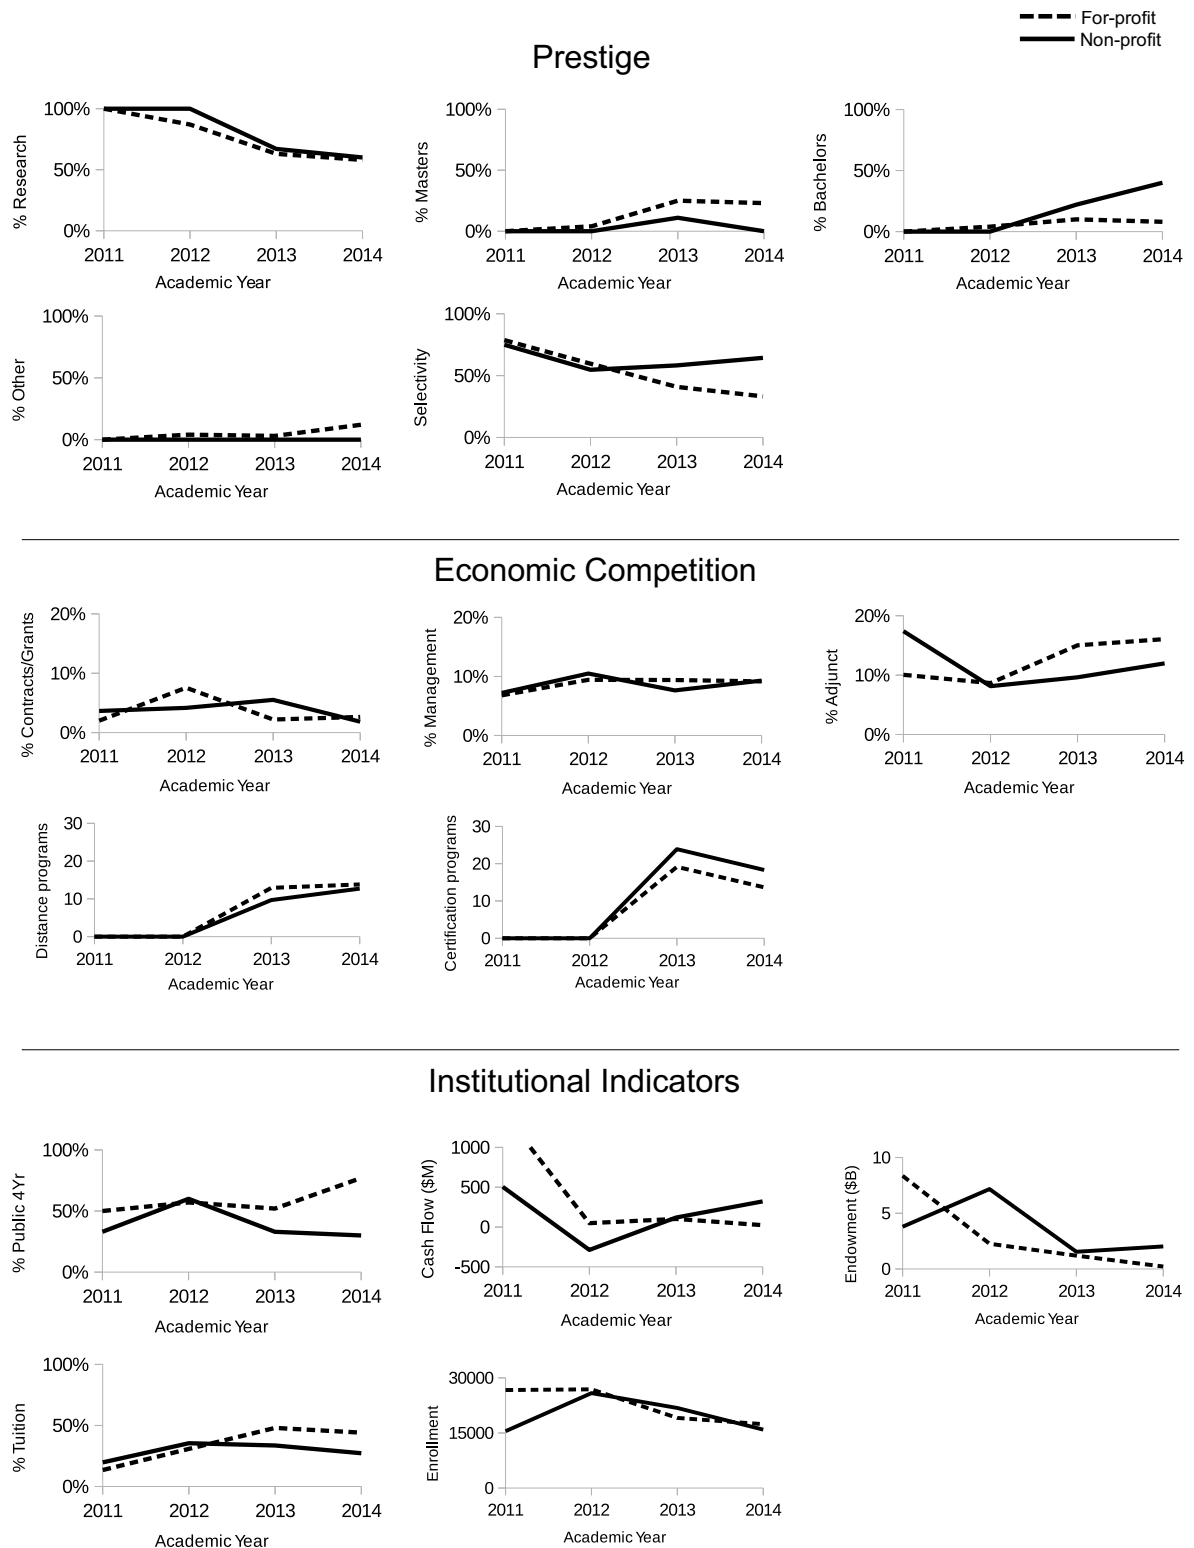 For-profit
Non-profit
Prestige
100%
50%
0%
% Research
2011 2012 2013 2014
Academic Year
100%
50%
0%
% Masters
2011 2012 2013 2014
Academic Year
100%
50%
0%
% Bachelors
2011 2012 2013 2014
Academic Year
100%
50%
0%
% Other
2011 2012 2013 2014
Academic Year
100%
50%
0%
Selectivity
2011 2012 2013 2014
Academic Year
Economic Competition
20%
10%
0%
% Contracts/Grants
2011 2012 2013 2014
Academic Year
20%
10%
0%
% Management
2011 2012 2013 2014
Academic Year
20%
10%
0%
% Adjunct
2011 2012 2013 2014
Academic Year
30
20
10
0
Distance programs
2011 2012 2013 2014
Academic Year
30
20
10
0
Certification programs
2011 2012 2013 2014
Academic Year
Institutional Indicators
100%
50%
0%
% Public 4Yr
2011 2012 2013 2014
Academic Year
1000
500
0
-500
Cash Flow ($M)
2011 2012 2013 2014
Academic Year
10
5
0
Endowment ($B)
2011 2012 2013 2014
Academic Year
100%
50%
0%
% Tuition
2011 2012 2013 2014
Academic Year
30000
15000
0
Enrollment
2011 2012 2013 2014
Academic Year